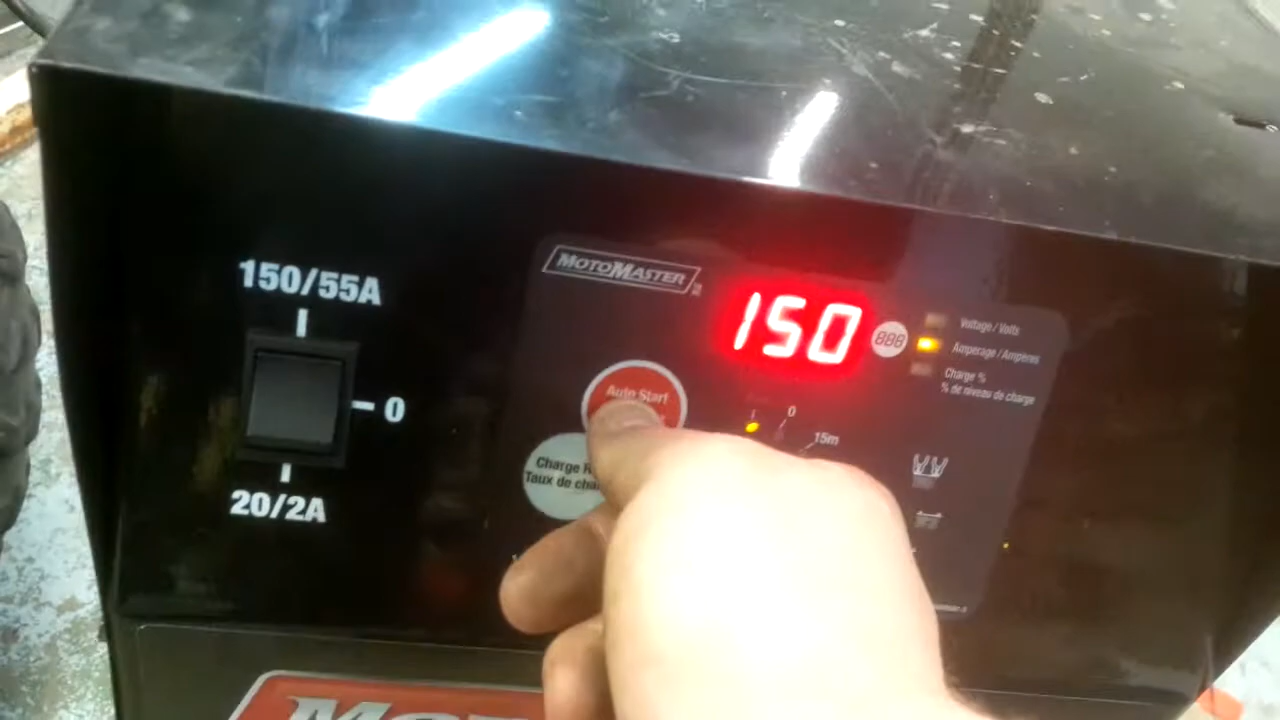 150/55A
0
20/2A
MOTOMASTER
150
888
Voltage / Volts
Amperage / Ampères
Charge %
% de niveau de charge
Auto Start
Charge
Taux de
0
15m